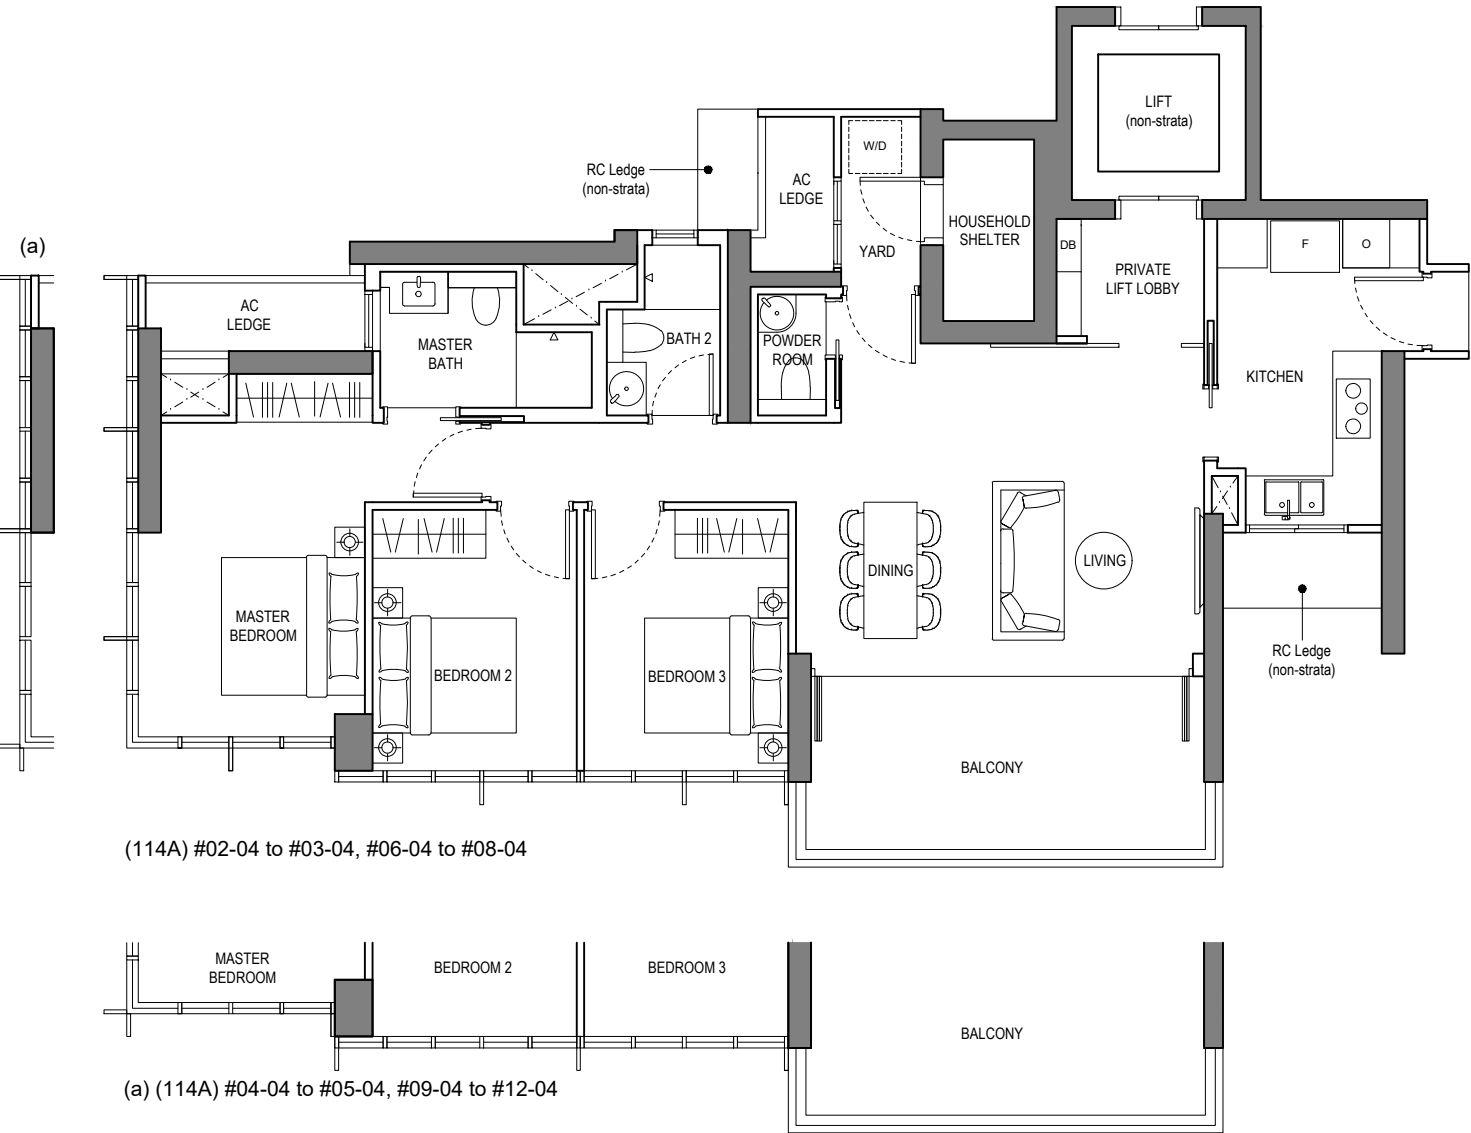 LIFT
(non-strata)
W/D
RC Ledge
(non-strata)
AC
LEDGE
HOUSEHOLD
SHELTER
(a)
DB
F
O
YARD
PRIVATE
LIFT LOBBY
AC
LEDGE
MASTER
BATH
BATH 2
POWDER
ROOM
KITCHEN
DINING
LIVING
MASTER
BEDROOM
BEDROOM 2
BEDROOM 3
RC Ledge
(non-strata)
BALCONY
(114A) #02-04 to #03-04, #06-04 to #08-04
MASTER
BEDROOM
BEDROOM 2
BEDROOM 3
BALCONY
(a) (114A) #04-04 to #05-04, #09-04 to #12-04